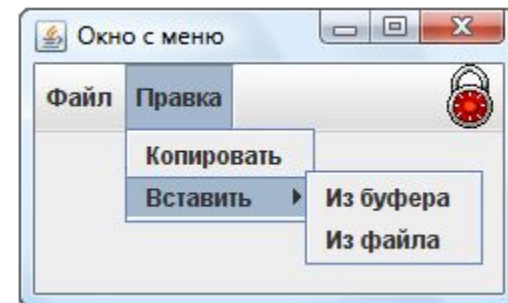 Окно с меню
Файл Правка
Копировать
Вставить Из буфера
Из файла